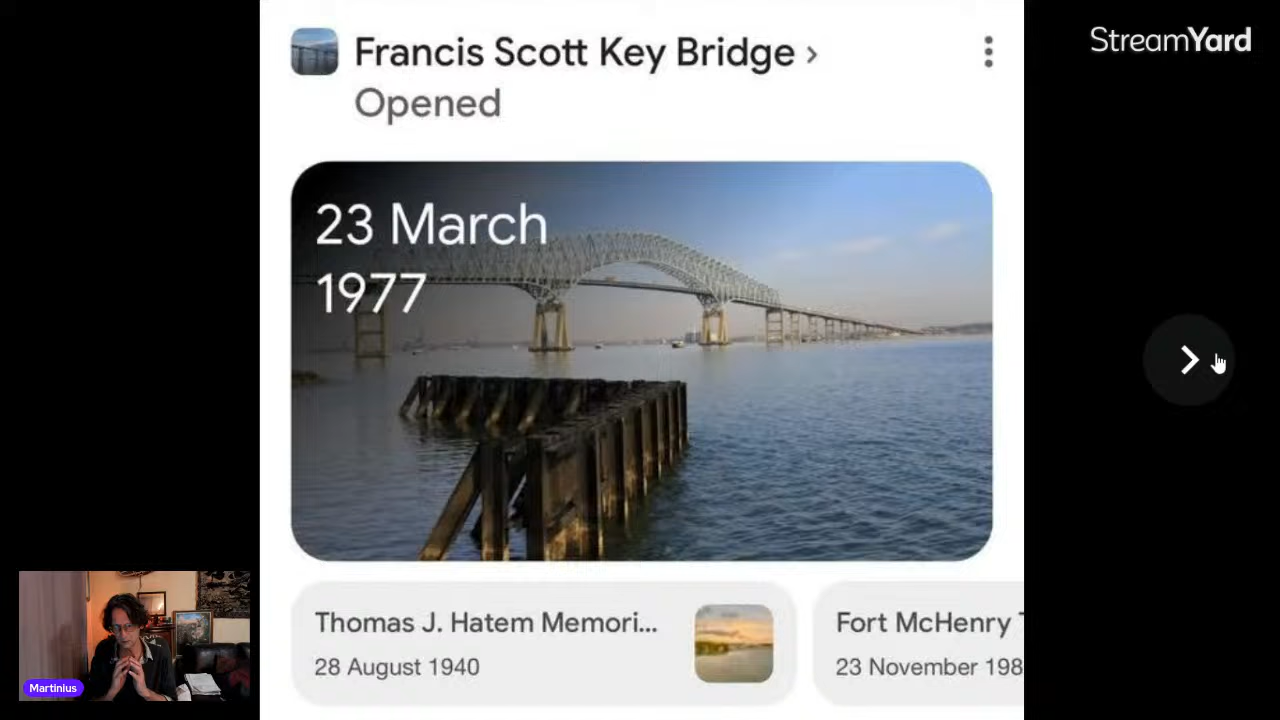 StreamYard
Francis Scott Key Bridge
Opened
23 March
1977
Thomas J. Hatem Memori...
28 August 1940
Fort McHenry
23 November 198
Martinius